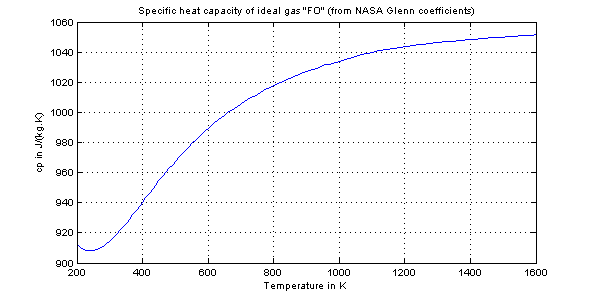 Specific heat capacity of ideal gas "FO" (from NASA Glenn coefficients)
1060
1040
1020
1000
980
960
940
920
900
cp in J/(kg.K)
200 400 600 800 1000 1200 1400 1600
Temperature in K